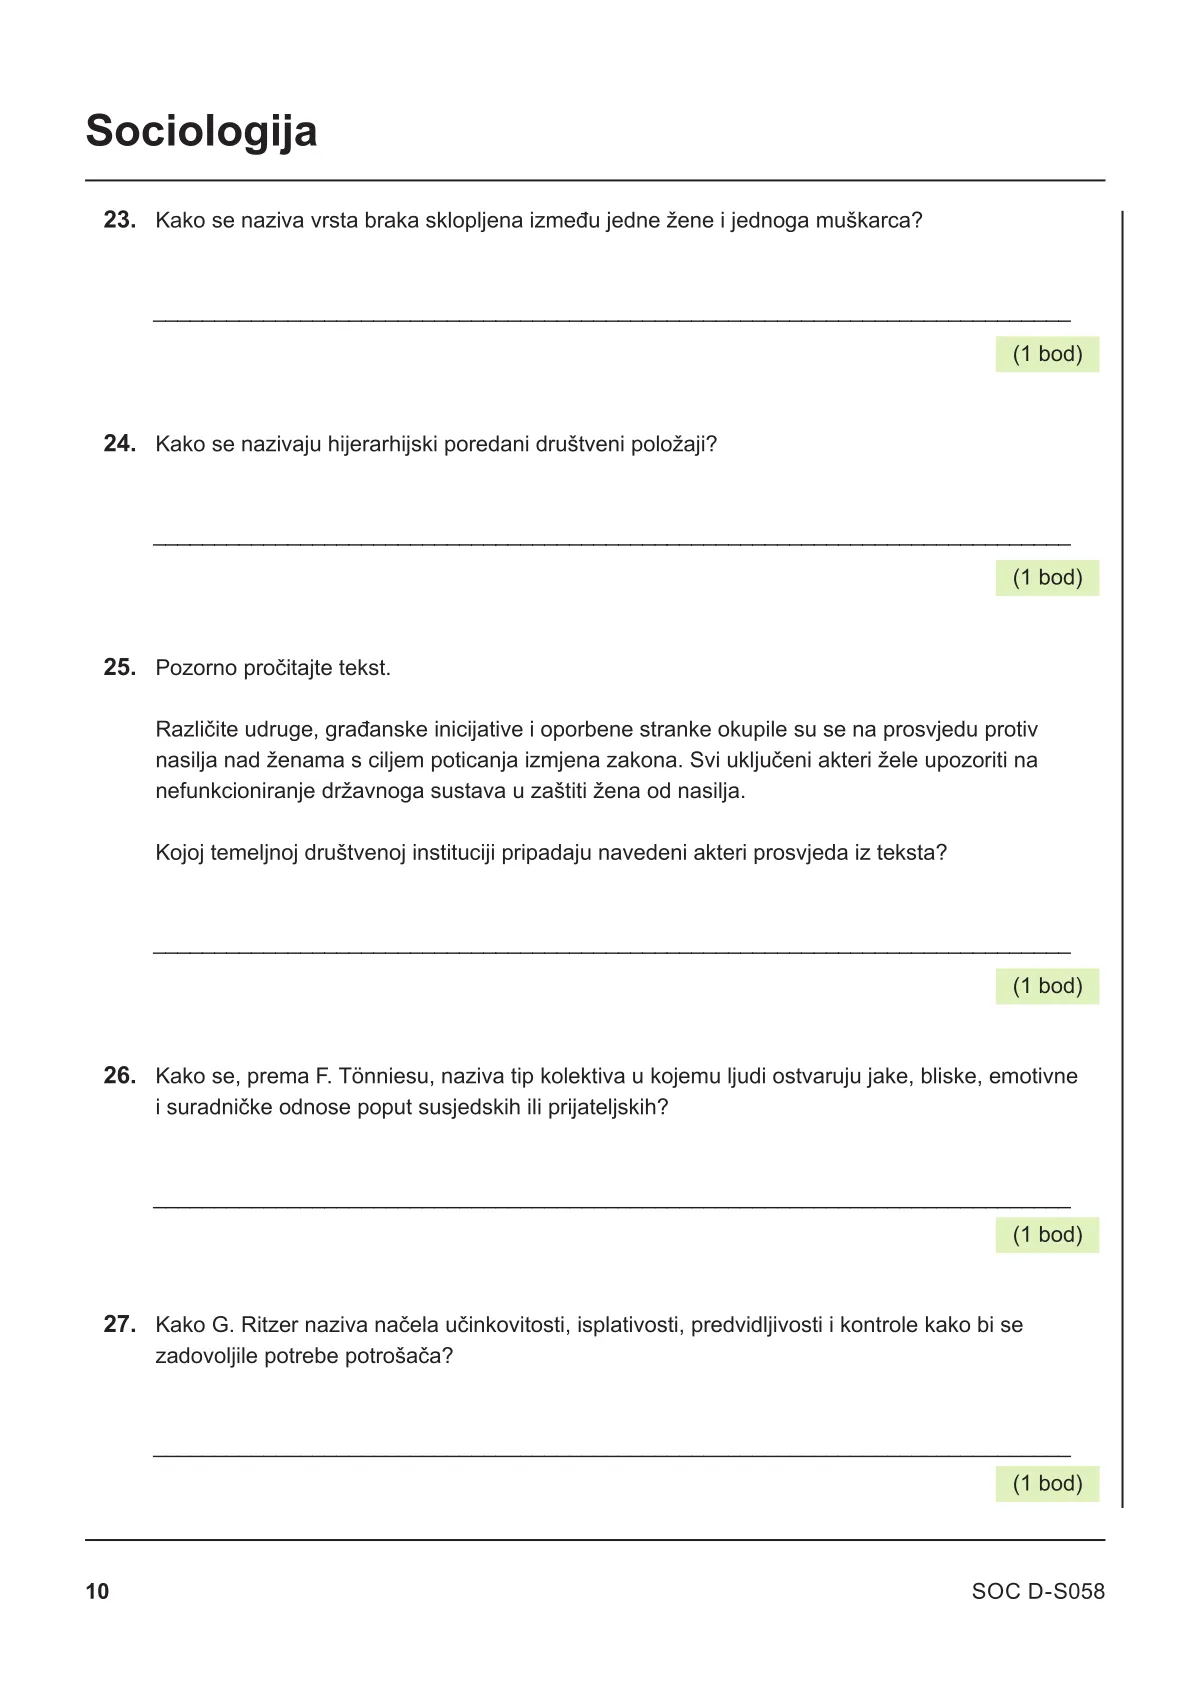 Sociologija
23. Kako se naziva vrsta braka sklopljena između jedne žene i jednoga muškarca?
(1 bod)
24. Kako se nazivaju hijerarhijski poredani društveni položaji?
(1 bod)
25. Pozorno pročitajte tekst.
Različite udruge, građanske inicijative i oporbene stranke okupile su se na prosvjedu protiv
nasilja nad ženama s ciljem poticanja izmjena zakona. Svi uključeni akteri žele upozoriti na
nefunkcioniranje državnoga sustava u zaštiti žena od nasilja.
Kojoj temeljnoj društvenoj instituciji pripadaju navedeni akteri prosvjeda iz teksta?
(1 bod)
26. Kako se, prema F. Tönniesu, naziva tip kolektiva u kojemu ljudi ostvaruju jake, bliske, emotivne
i suradničke odnose poput susjedskih ili prijateljskih?
(1 bod)
27. Kako G. Ritzer naziva načela učinkovitosti, isplativosti, predvidljivosti i kontrole kako bi se
zadovoljile potrebe potrošača?
(1 bod)
10
SOC D-S058